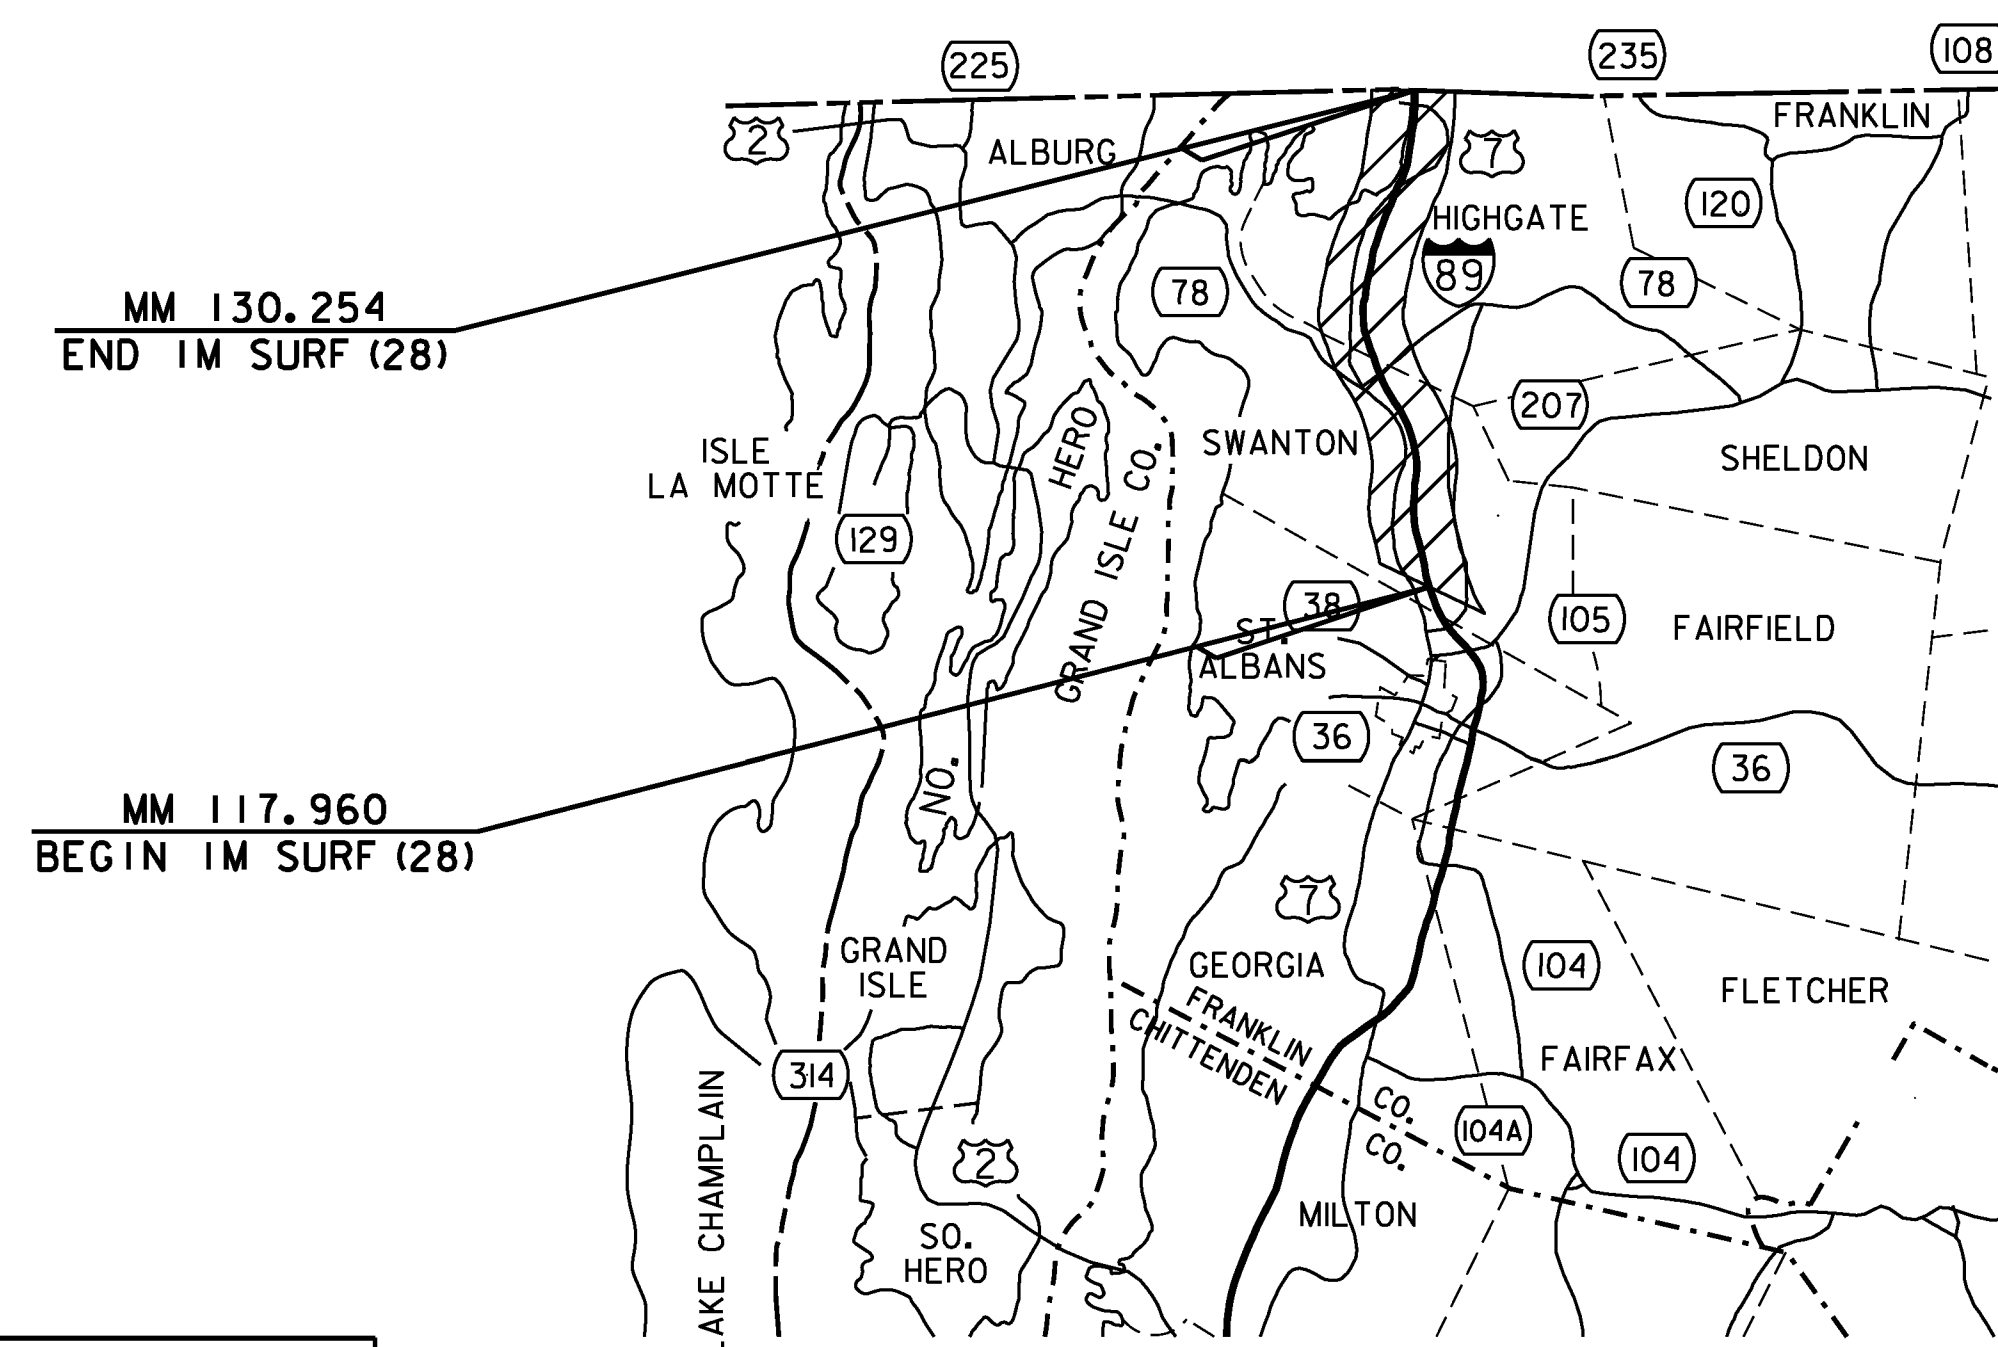 225
235
108
FRANKLIN
2
ALBURG
7
120
HIGHGATE
89
78
78
MM 130.254
END IM SURF (28)
207
HERO
SWANTON
ISLE
LA MOTTE
SHELDON
GRAND ISLE CO.
129
38
105
FAIRFIELD
ST.
ALBANS
36
36
NO.
MM 117.960
BEGIN IM SURF (28)
7
GRAND
ISLE
GEORGIA
104
FLETCHER
FRANKLIN CO.
CHITTENDEN CO.
FAIRFAX
314
104A
104
2
LAKE CHAMPLAIN
MILTON
SO.
HERO